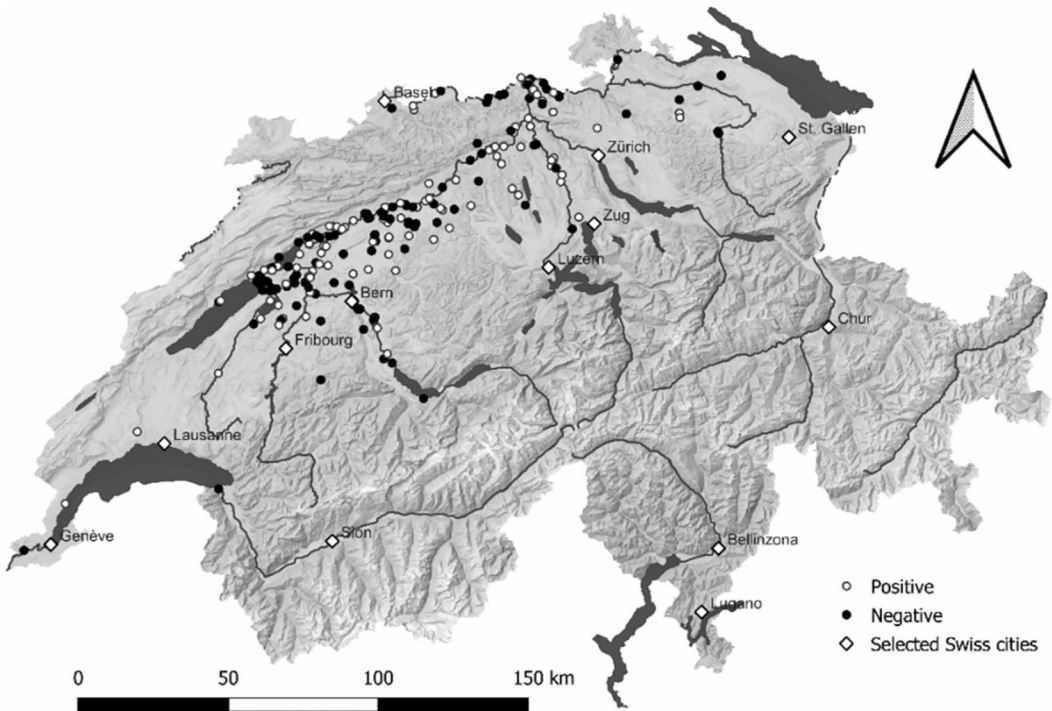 Basel
St. Gallen
Zürich
Zug
Luzern
Bern
Chur
Fribourg
Lausanne
Sion
Genève
Bellinzona
Lugano
Positive
Negative
Selected Swiss cities
0 50 100 150 km